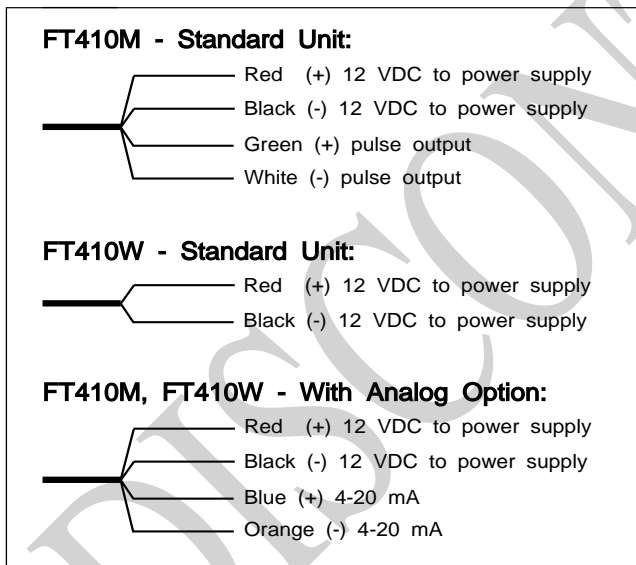 FT410M - Standard Unit:
Red (+) 12 VDC to power supply
Black (-) 12 VDC to power supply
Green (+) pulse output
White (-) pulse output
FT410W - Standard Unit:
Red (+) 12 VDC to power supply
Black (-) 12 VDC to power supply
FT410M, FT410W - With Analog Option:
Red (+) 12 VDC to power supply
Black (-) 12 VDC to power supply
Blue (+) 4-20 mA
Orange (-) 4-20 mA
DISCON